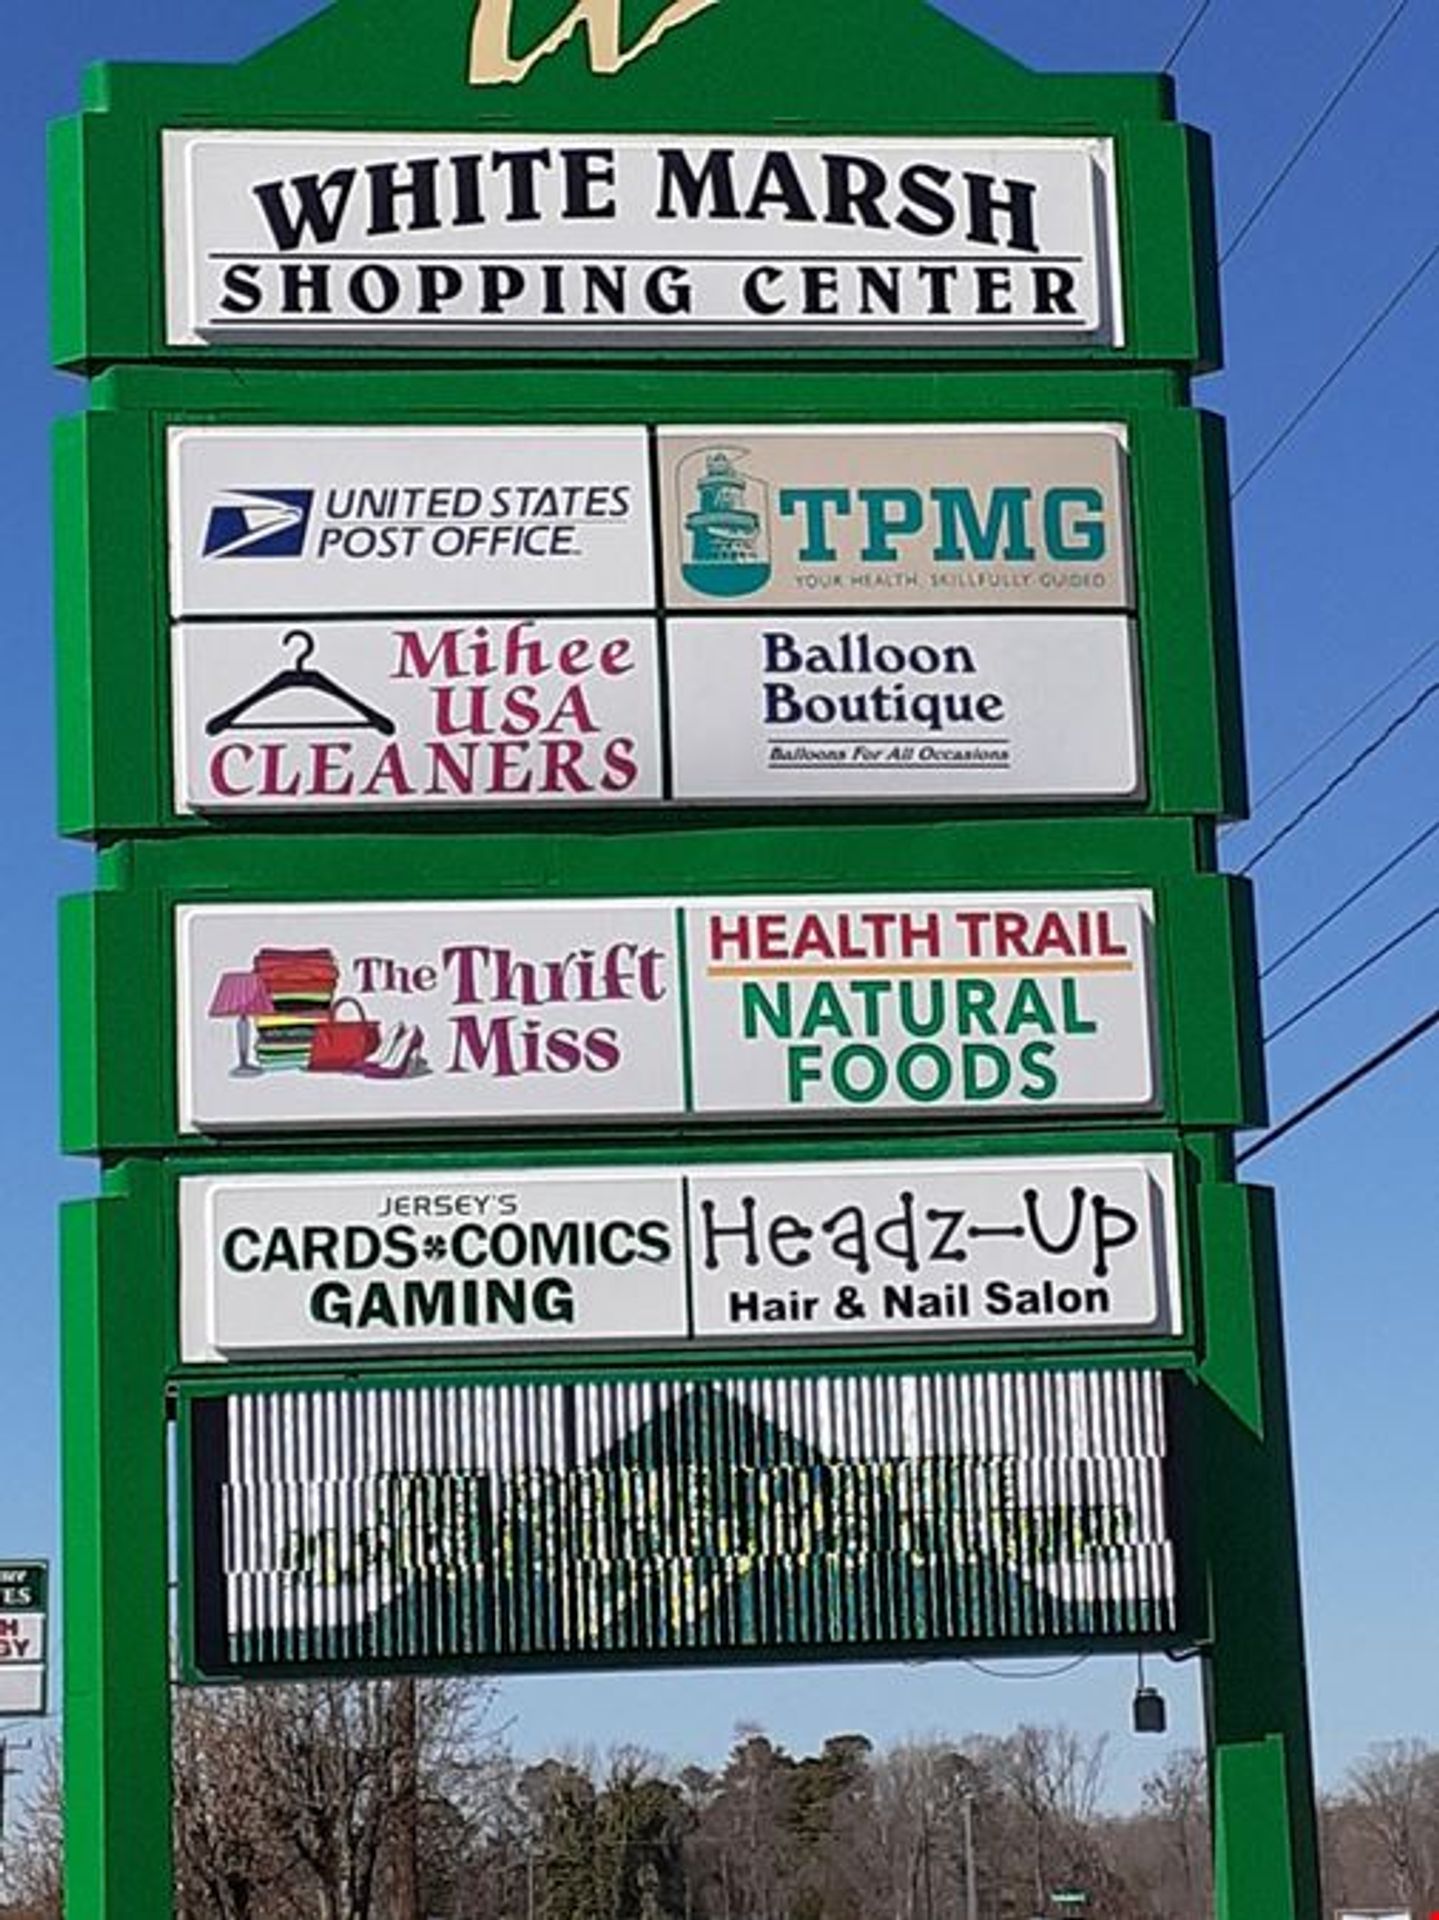 WHITE MARSH
SHOPPING CENTER
UNITED STATES
POST OFFICE
TPMG
YOUR HEALTH, SKILLFULLY GUIDED
Mihee
USA
CLEANERS
Balloon
Boutique
Balloons For All Occasions
The Thrift
Miss
HEALTH TRAIL
NATURAL
FOODS
JERSEY'S
CARDS COMICS
GAMING
Headz-Up
Hair & Nail Salon